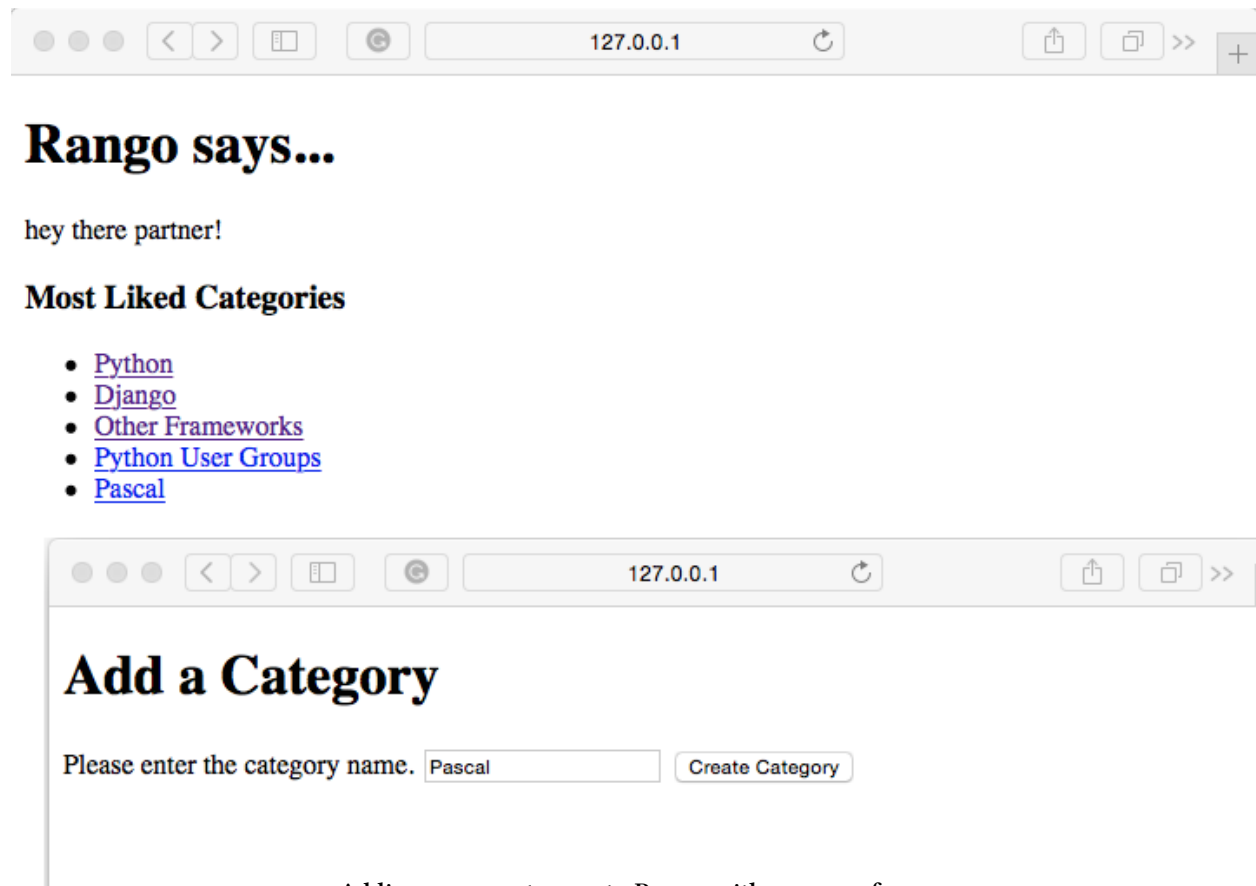 127.0.0.1
Rango says...
hey there partner!
Most Liked Categories
Python
Django
Other Frameworks
Python User Groups
Pascal
127.0.0.1
Add a Category
Please enter the category name. Pascal Create Category